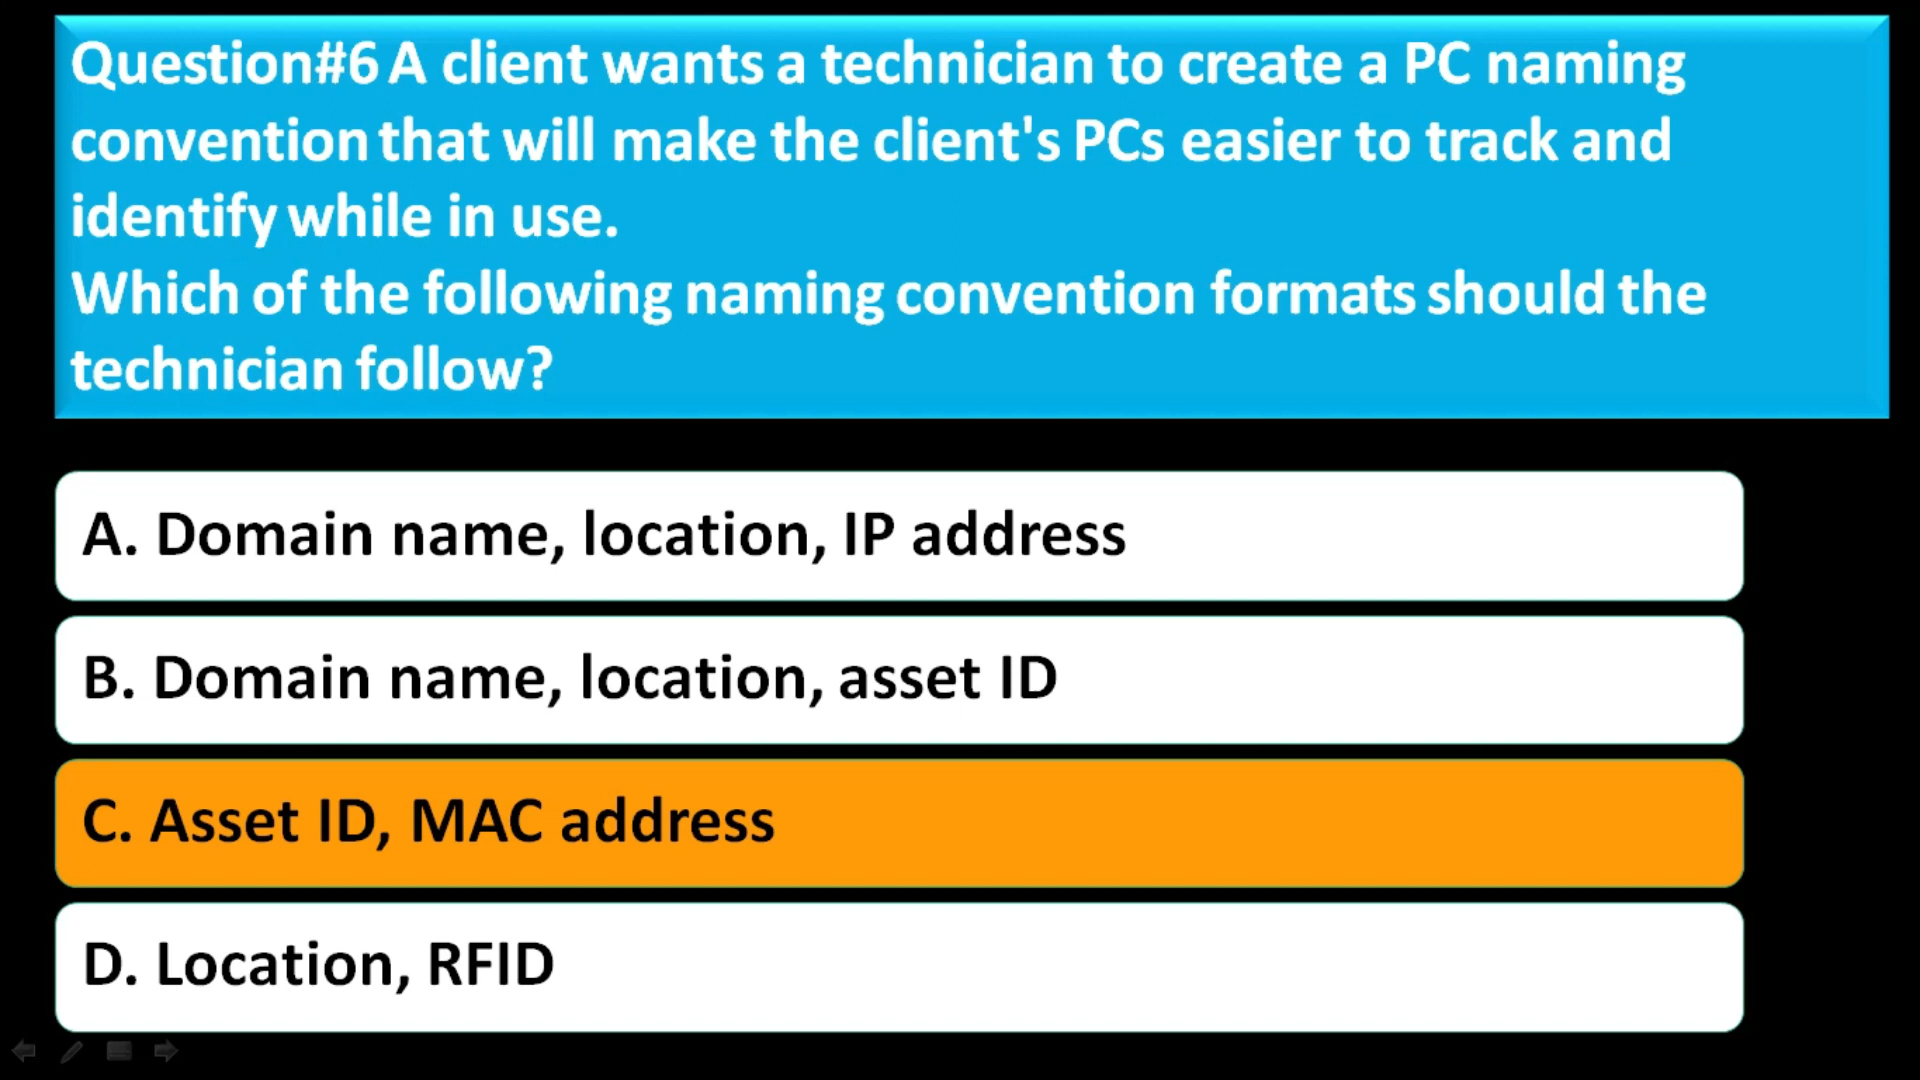 Question#6 A client wants a technician to create a PC naming
convention that will make the client's PCs easier to track and
identify while in use.
Which of the following naming convention formats should the
technician follow?
A. Domain name, location, IP address
B. Domain name, location, asset ID
C. Asset ID, MAC address
D. Location, RFID